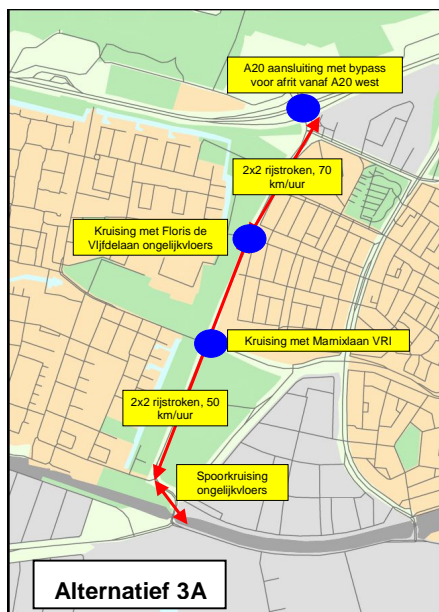 A20 aansluiting met bypass
voor afrit vanaf A20 west
2x2 rijstroken, 70
km/uur
Kruising met Floris de
VIjfdelaan ongelijkvloers
Kruising met Marnixlaan VRI
2x2 rijstroken, 50
km/uur
Spoorkruising
ongelijkvloers
Alternatief 3A